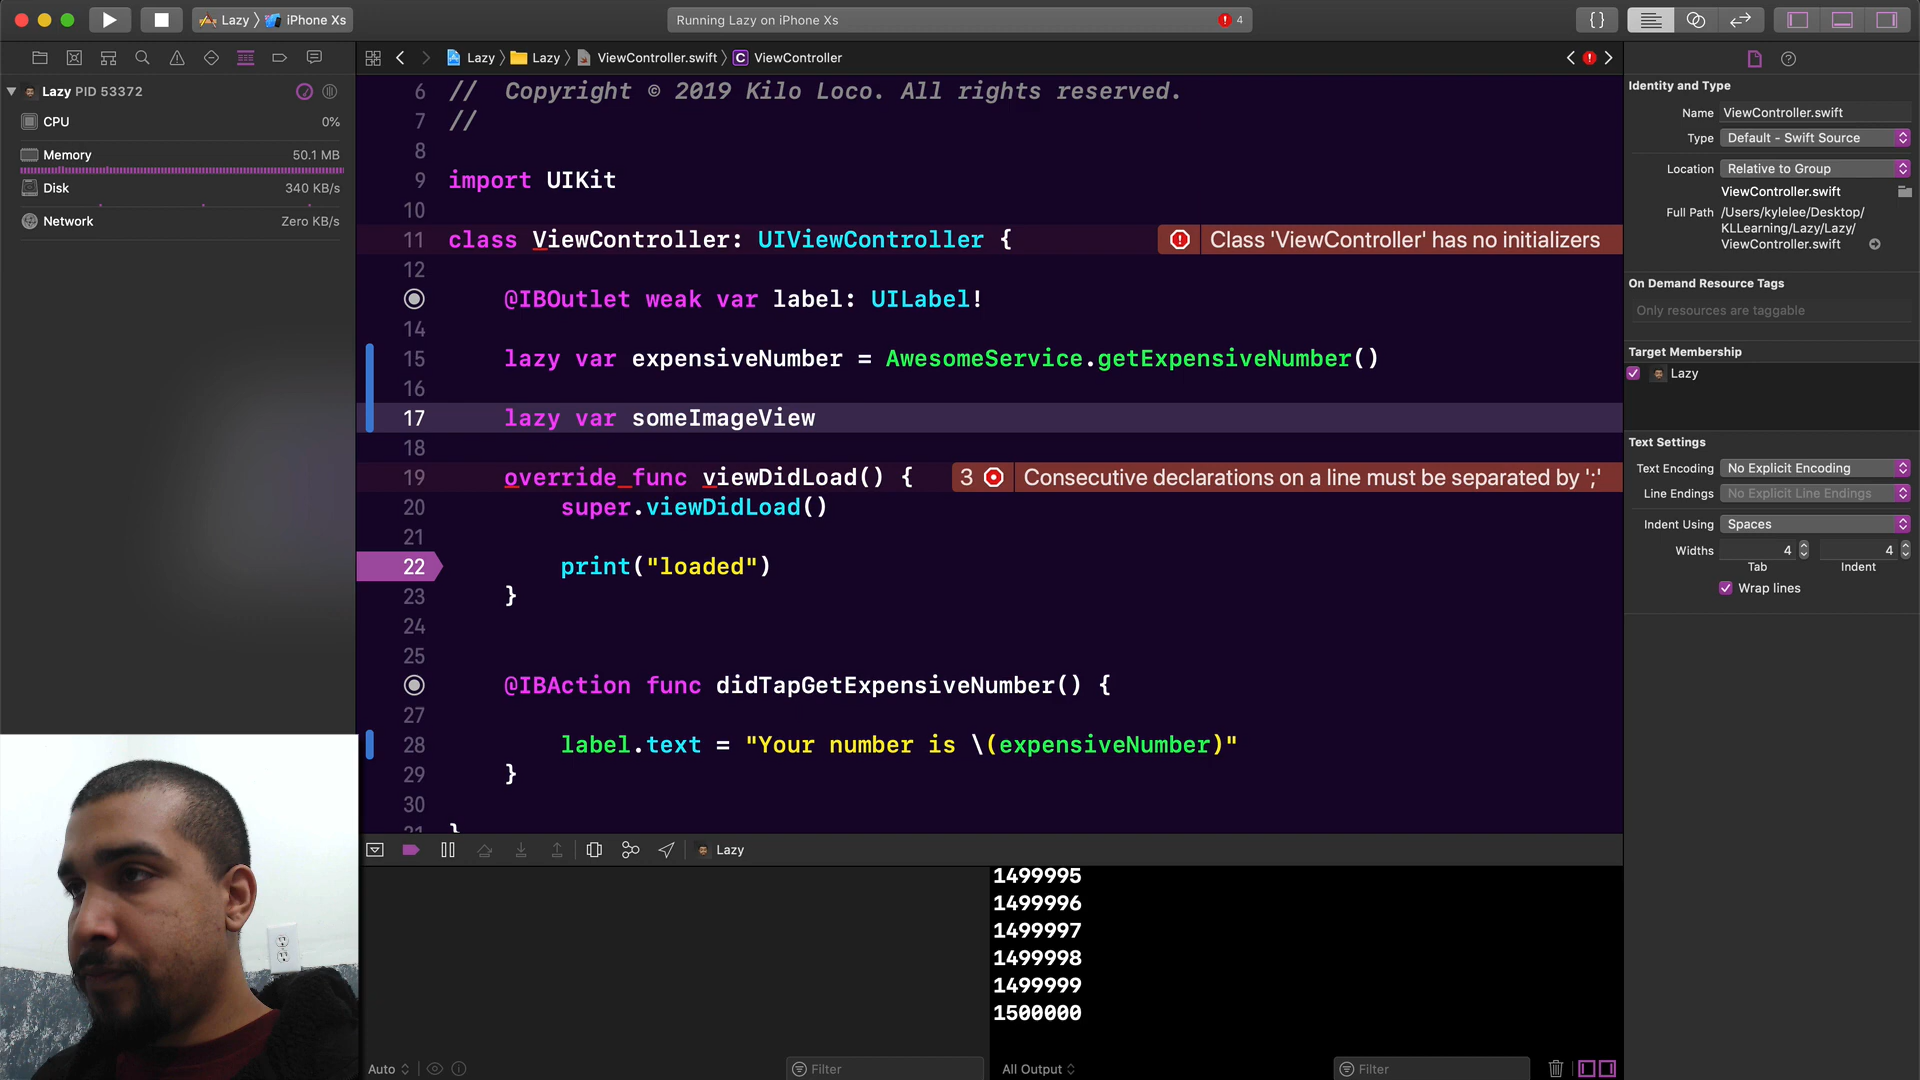 Lazy
iPhone Xs
Running Lazy on iPhone Xs
4
Lazy PID 53372
CPU
0%
Memory
50.1 MB
Disk
340 KB/s
Network
Zero KB/s
Lazy
Lazy
ViewController.swift
C
ViewController
6 //  Copyright © 2019 Kilo Loco. All rights reserved.
7 //
8
9 import UIKit
10
11 class ViewController: UIViewController {
Class 'ViewController' has no initializers
12
@IBOutlet weak var label: UILabel!
14
15 lazy var expensiveNumber = AwesomeService.getExpensiveNumber()
16
17 lazy var someImageView
18
19 override func viewDidLoad() {
3 Consecutive declarations on a line must be separated by ';'
20 super.viewDidLoad()
21
22 print("loaded")
23 }
24
25
@IBAction func didTapGetExpensiveNumber() {
27
28 label.text = "Your number is \(expensiveNumber)"
29 }
30
31 }
Lazy
1499995
1499996
1499997
1499998
1499999
1500000
Auto
Filter
All Output
Filter
Identity and Type
Name ViewController.swift
Type Default - Swift Source
Location Relative to Group
ViewController.swift
Full Path /Users/kylelee/Desktop/
KLLearning/Lazy/Lazy/
ViewController.swift
On Demand Resource Tags
Only resources are taggable
Target Membership
Lazy
Text Settings
Text Encoding No Explicit Encoding
Line Endings No Explicit Line Endings
Indent Using Spaces
Widths 4 4
Tab Indent
Wrap lines